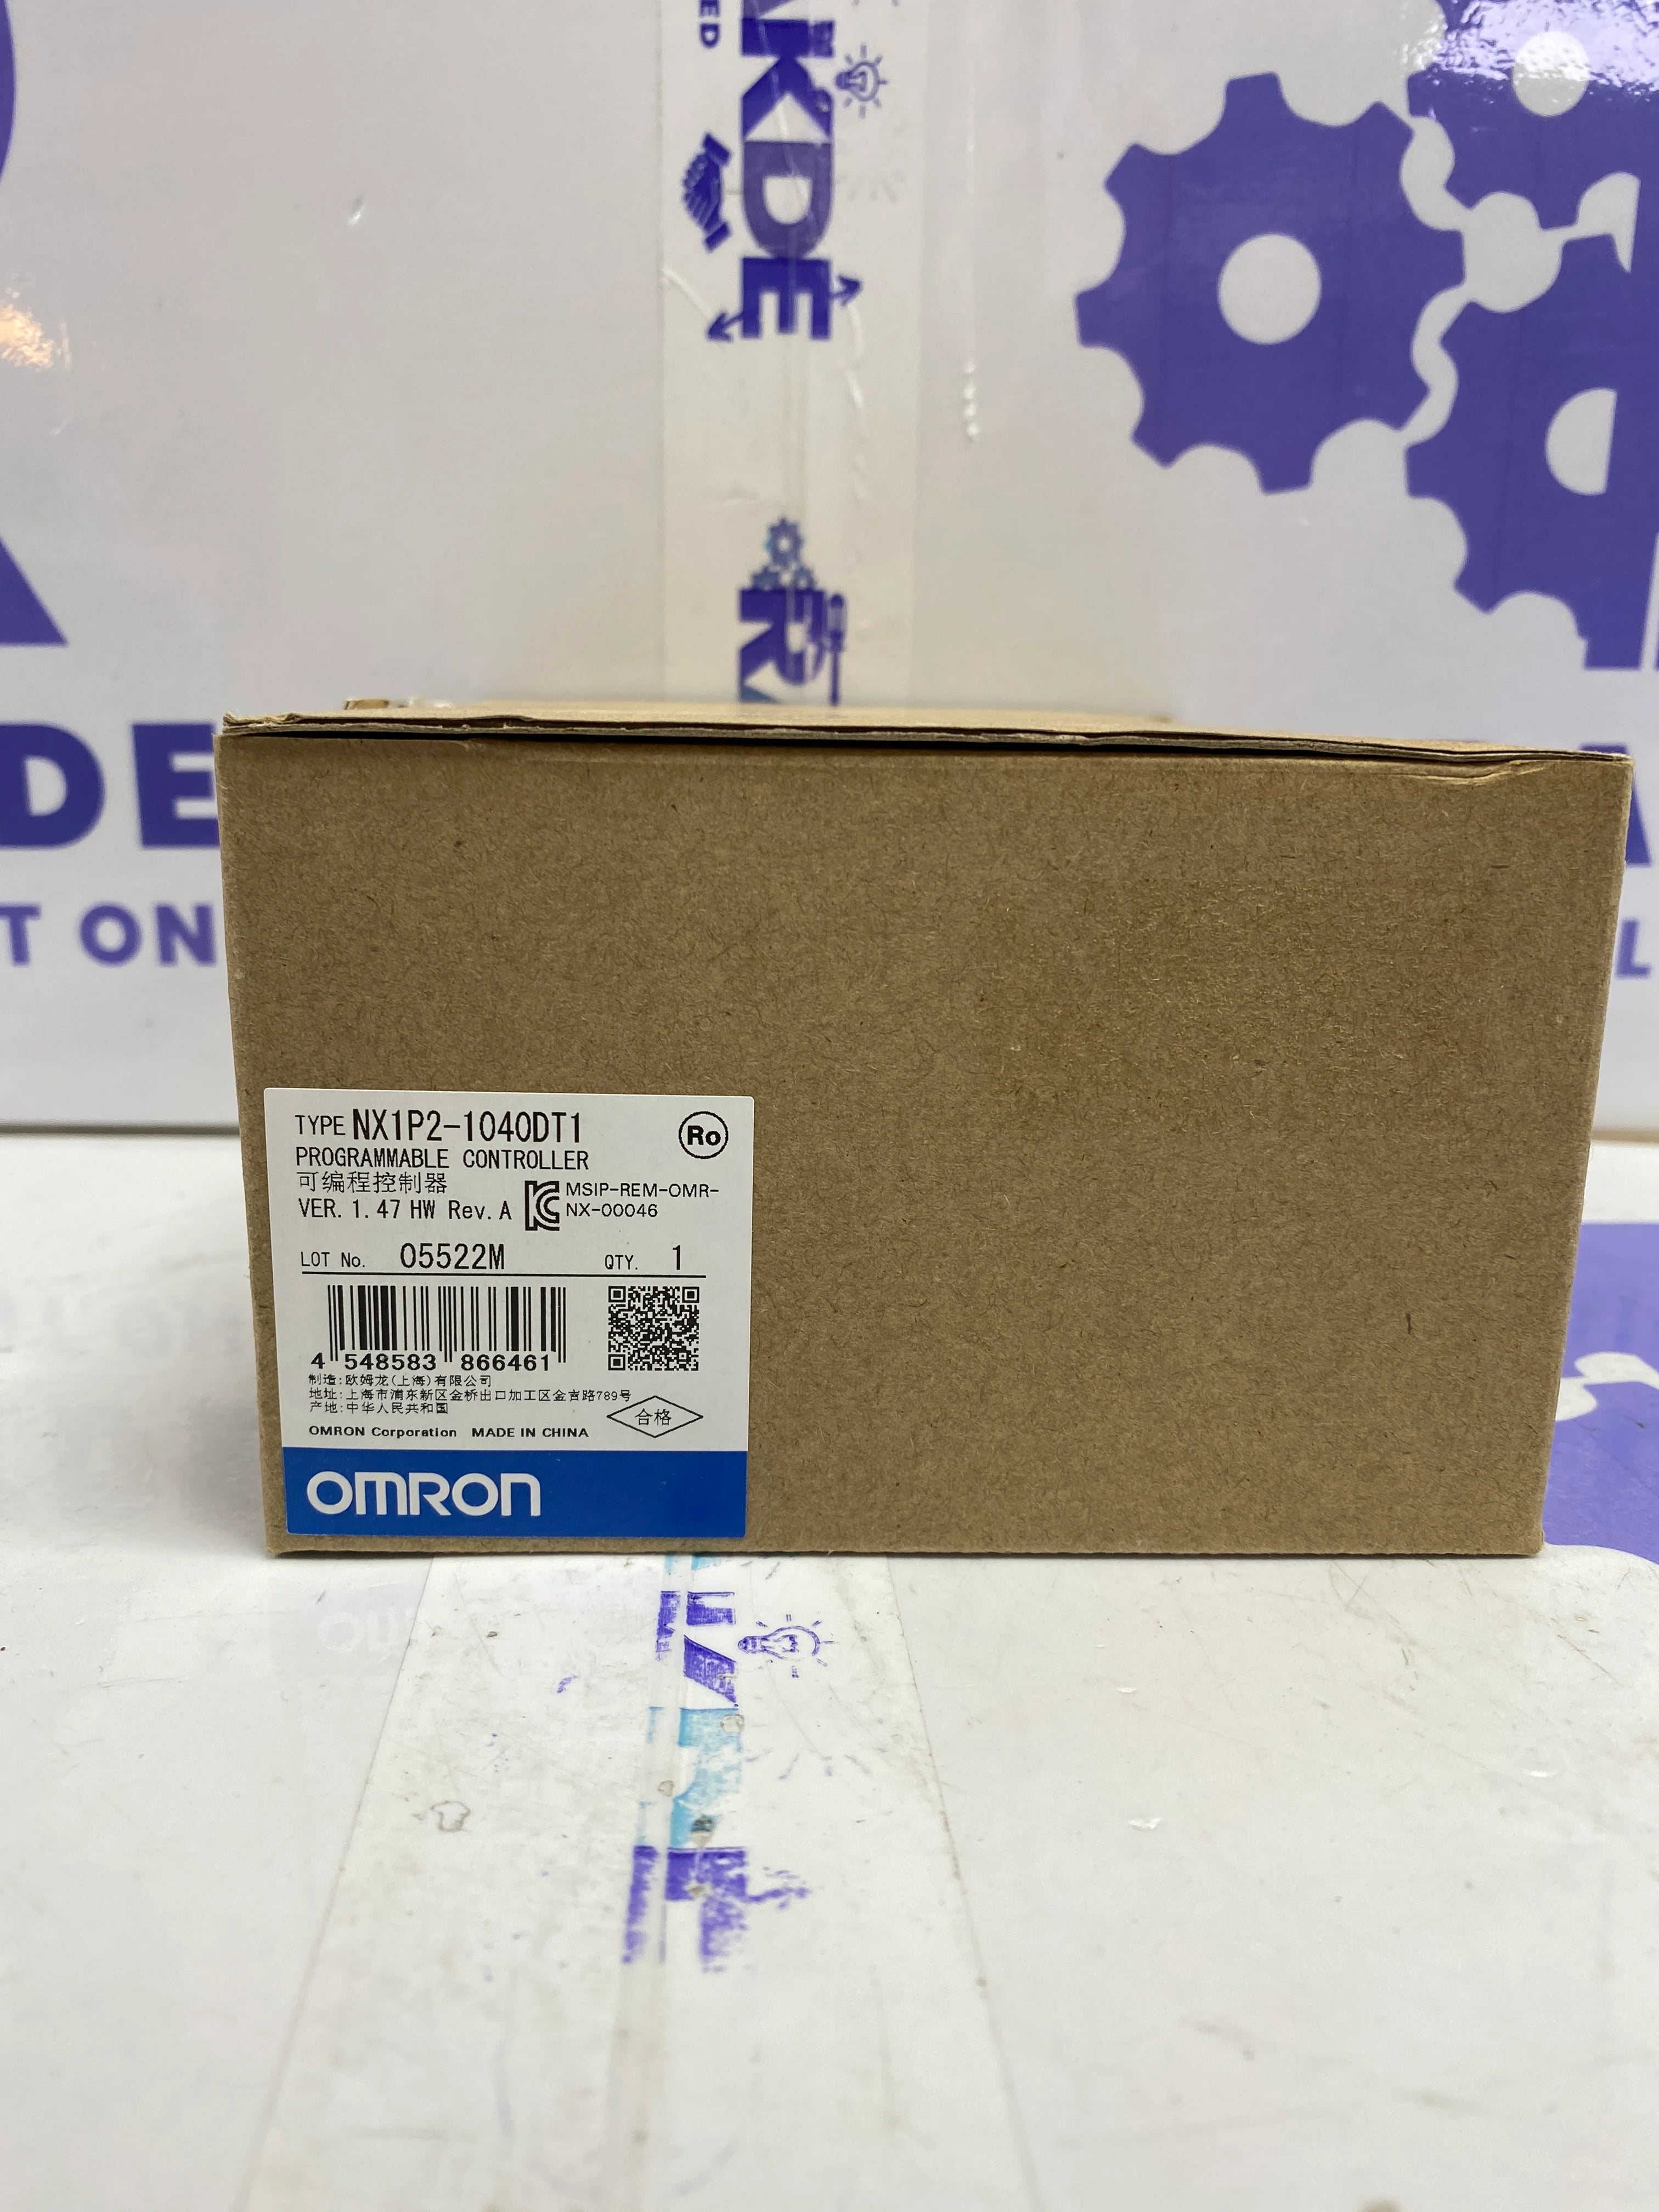 ED
KDE
R
DE
T ON
L
TYPE NX1P2-1040DT1
Ro
PROGRAMMABLE CONTROLLER
可编程控制器
VER. 1.47 HW Rev. A
MSIP-REM-OMR-
NX-00046
LOT No. 05522M QTY. 1
4 548583 866461
制造:欧姆龙(上海)有限公司
地址:上海市浦东新区金桥出口加工区金吉路789号
产地:中华人民共和国
合格
OMRON Corporation MADE IN CHINA
OMRON